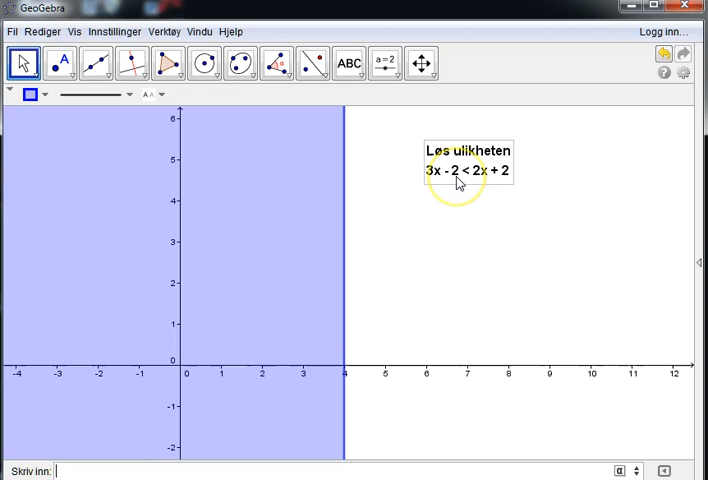 GeoGebra
Fil Rediger Vis Innstillinger Verktøy Vindu Hjelp Logg inn...
A ABC a=2
A A
Løs ulikheten
3x - 2 < 2x + 2
6
5
4
3
2
1
0
-4 -3 -2 -1 0 1 2 3 4 5 6 7 8 9 10 11 12
-1
-2
Skriv inn: α